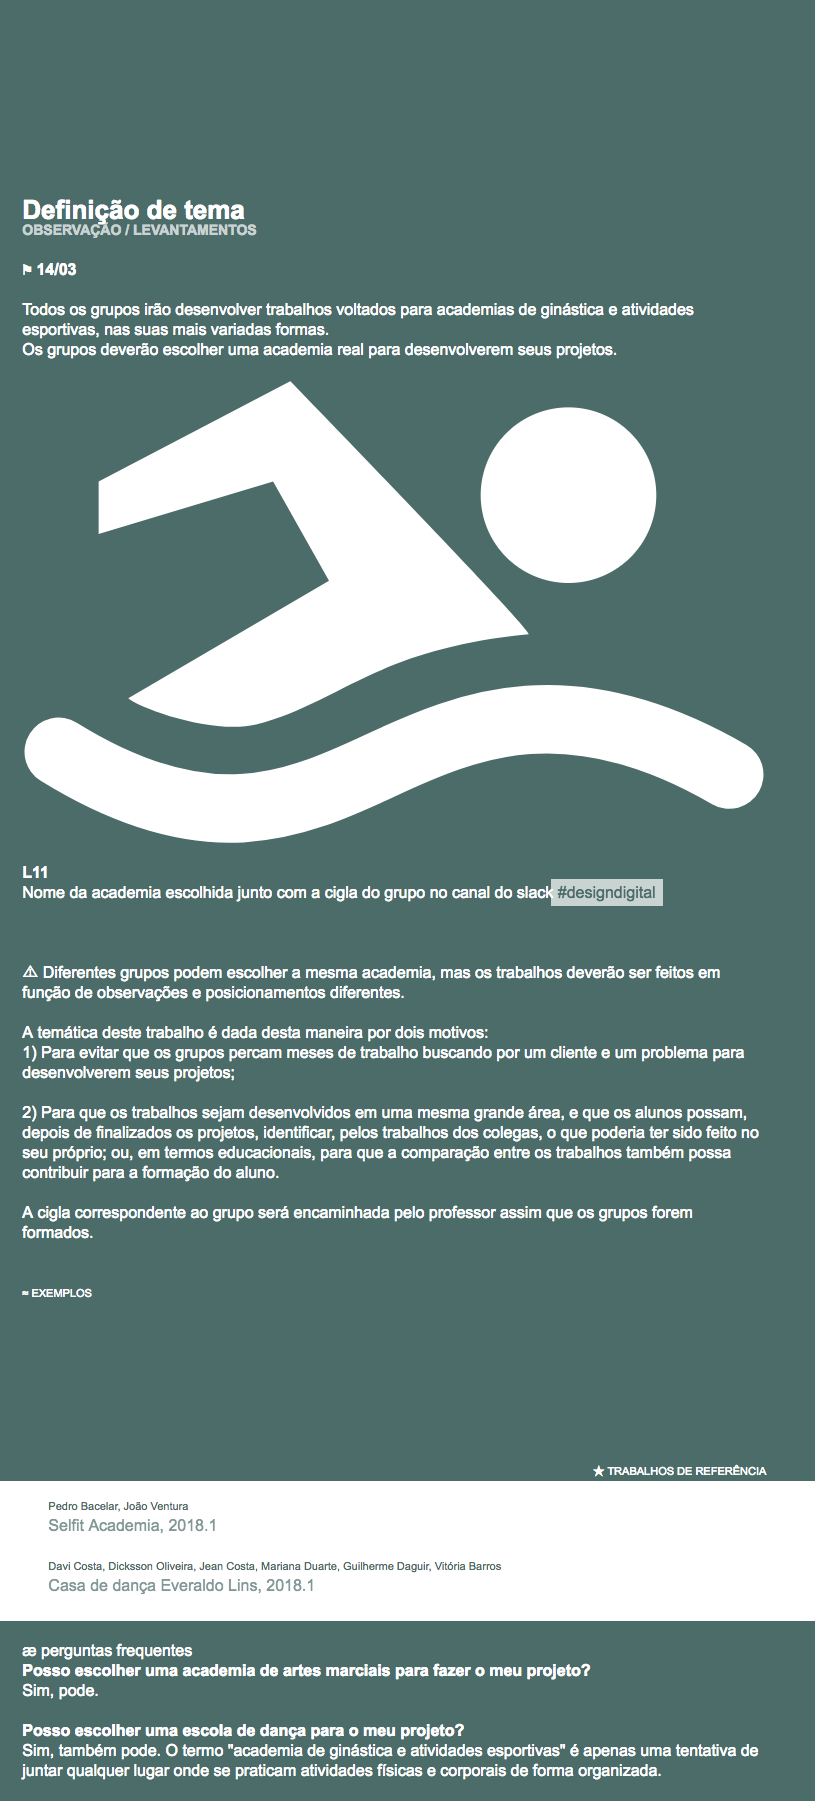 Definição de tema
OBSERVAÇÃO / LEVANTAMENTOS
⚑ 14/03
Todos os grupos irão desenvolver trabalhos voltados para academias de ginástica e atividades
esportivas, nas suas mais variadas formas.
Os grupos deverão escolher uma academia real para desenvolverem seus projetos.
L11
Nome da academia escolhida junto com a cigla do grupo no canal do slack #designdigital
⚠ Diferentes grupos podem escolher a mesma academia, mas os trabalhos deverão ser feitos em
função de observações e posicionamentos diferentes.
A temática deste trabalho é dada desta maneira por dois motivos:
1) Para evitar que os grupos percam meses de trabalho buscando por um cliente e um problema para
desenvolverem seus projetos;
2) Para que os trabalhos sejam desenvolvidos em uma mesma grande área, e que os alunos possam,
depois de finalizados os projetos, identificar, pelos trabalhos dos colegas, o que poderia ter sido feito no
seu próprio; ou, em termos educacionais, para que a comparação entre os trabalhos também possa
contribuir para a formação do aluno.
A cigla correspondente ao grupo será encaminhada pelo professor assim que os grupos forem
formados.
≈ EXEMPLOS
★ TRABALHOS DE REFERÊNCIA
Pedro Bacelar, João Ventura
Selfit Academia, 2018.1
Davi Costa, Dicksson Oliveira, Jean Costa, Mariana Duarte, Guilherme Daguir, Vitória Barros
Casa de dança Everaldo Lins, 2018.1
æ perguntas frequentes
Posso escolher uma academia de artes marciais para fazer o meu projeto?
Sim, pode.
Posso escolher uma escola de dança para o meu projeto?
Sim, também pode. O termo "academia de ginástica e atividades esportivas" é apenas uma tentativa de
juntar qualquer lugar onde se praticam atividades físicas e corporais de forma organizada.